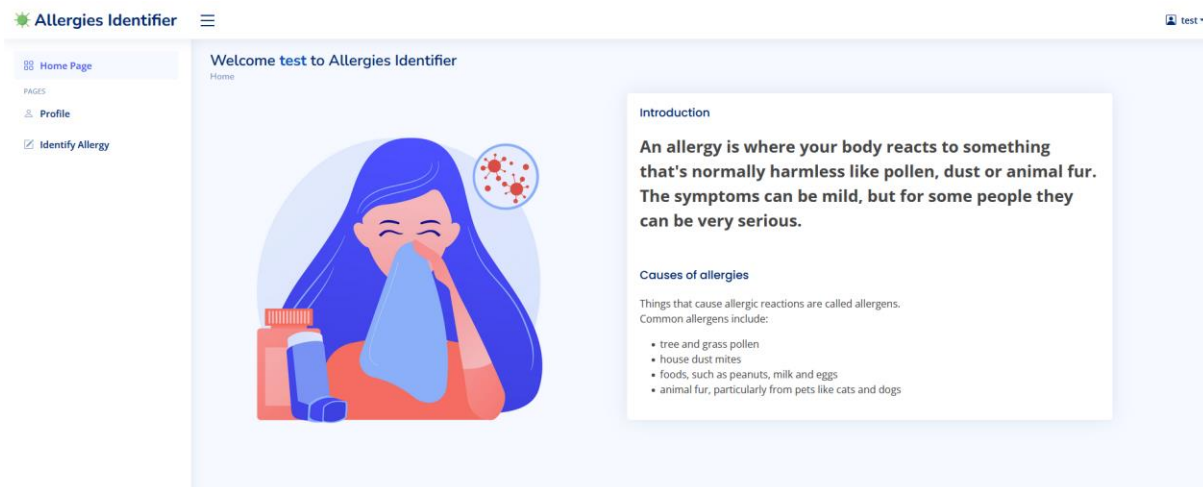 Allergies Identifier
test
Home Page
PAGES
Profile
Identify Allergy
Welcome test to Allergies Identifier
Home
Introduction
An allergy is where your body reacts to something
that's normally harmless like pollen, dust or animal fur.
The symptoms can be mild, but for some people they
can be very serious.
Causes of allergies
Things that cause allergic reactions are called allergens.
Common allergens include:
• tree and grass pollen
• house dust mites
• foods, such as peanuts, milk and eggs
• animal fur, particularly from pets like cats and dogs